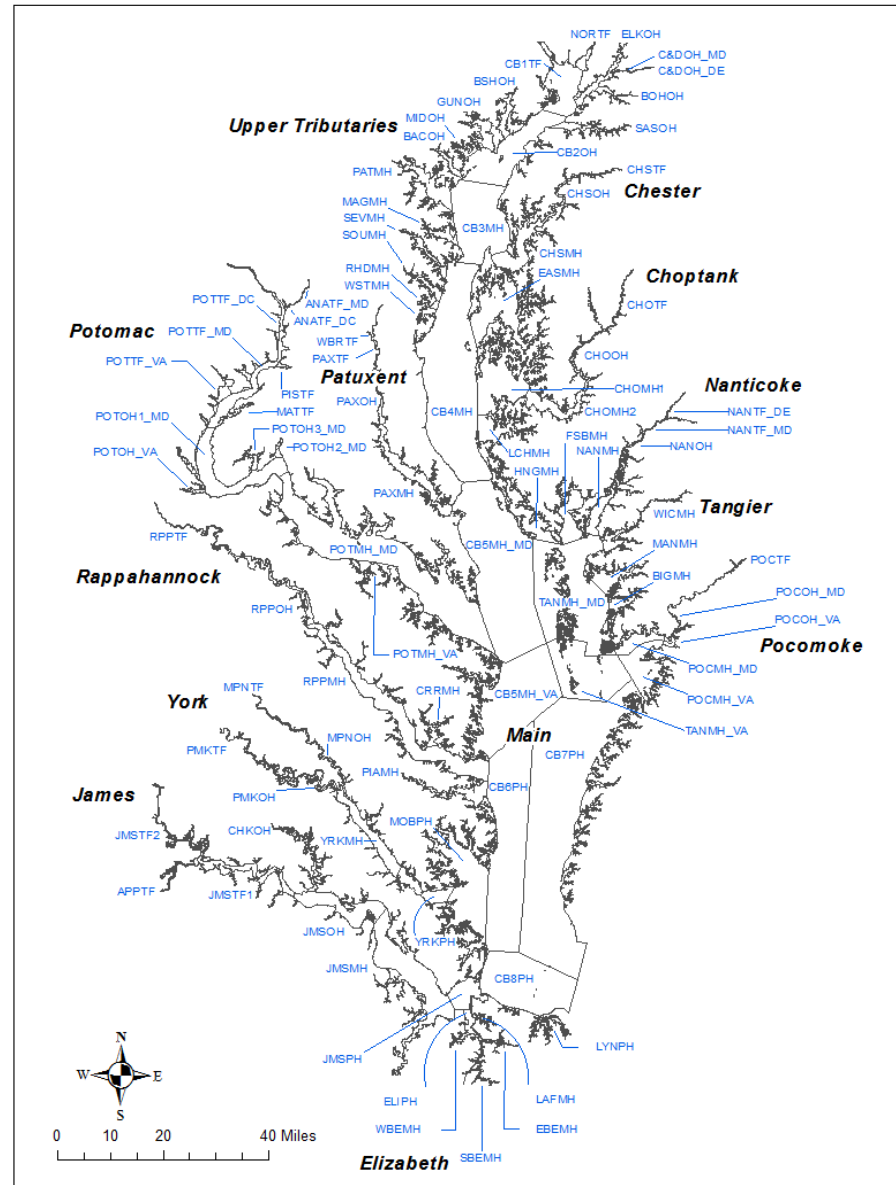 NORTF ELKOH
CB1TF
C&DOH_MD
C&DOH_DE
BSHOH
BOHOH
GUNOH
MIDOH
Upper Tributaries
BACOH
SASOH
CB2OH
PATMH
CHSTF
CHSOH
Chester
MAGMH
SEVMH
SOUMH
CB3MH
CHSMH
RHDMH
EASMH
WSTMH
Choptank
POTTF_DC
ANATF_MD
CHOTF
ANATF_DC
Potomac
POTTF_MD
WBRTF
POTTF_VA
PAXTF
CHOOH
Patuxent
PISTF
Nanticoke
MATTF
PAXOH
CB4MH
CHOMH1
CHOMH2
NANTF_DE
POTOH1_MD
POTOH3_MD
NANTF_MD
POTOH_VA
POTOH2_MD
LCHMH
FSBMH
NANOH
HNGMH
NANMH
PAXMH
Tangier
WICMH
RPPTF
CB5MH_MD
MANMH
POTMH_MD
POCTF
Rappahannock
BIGMH
RPPOH
TANMH_MD
POCOH_MD
POCOH_VA
Pocomoke
POTMH_VA
POCMH_MD
RPPMH
CB5MH_VA
POCMH_VA
CRRMH
York
MPNTF
TANMH_VA
Main
PMKTF
MPNOH
CB7PH
PIAMH
James
CB6PH
PMKOH
MOBPH
CHKOH
JMSTF2
YRKMH
APPTF
JMSTF1
JMSOH
YRKPH
JMSMH
CB8PH
N
W E
S
JMSPH
LYNPH
ELIPH
LAFMH
WBEMH
EBEMH
0 10 20 40 Miles
Elizabeth
SBEMH